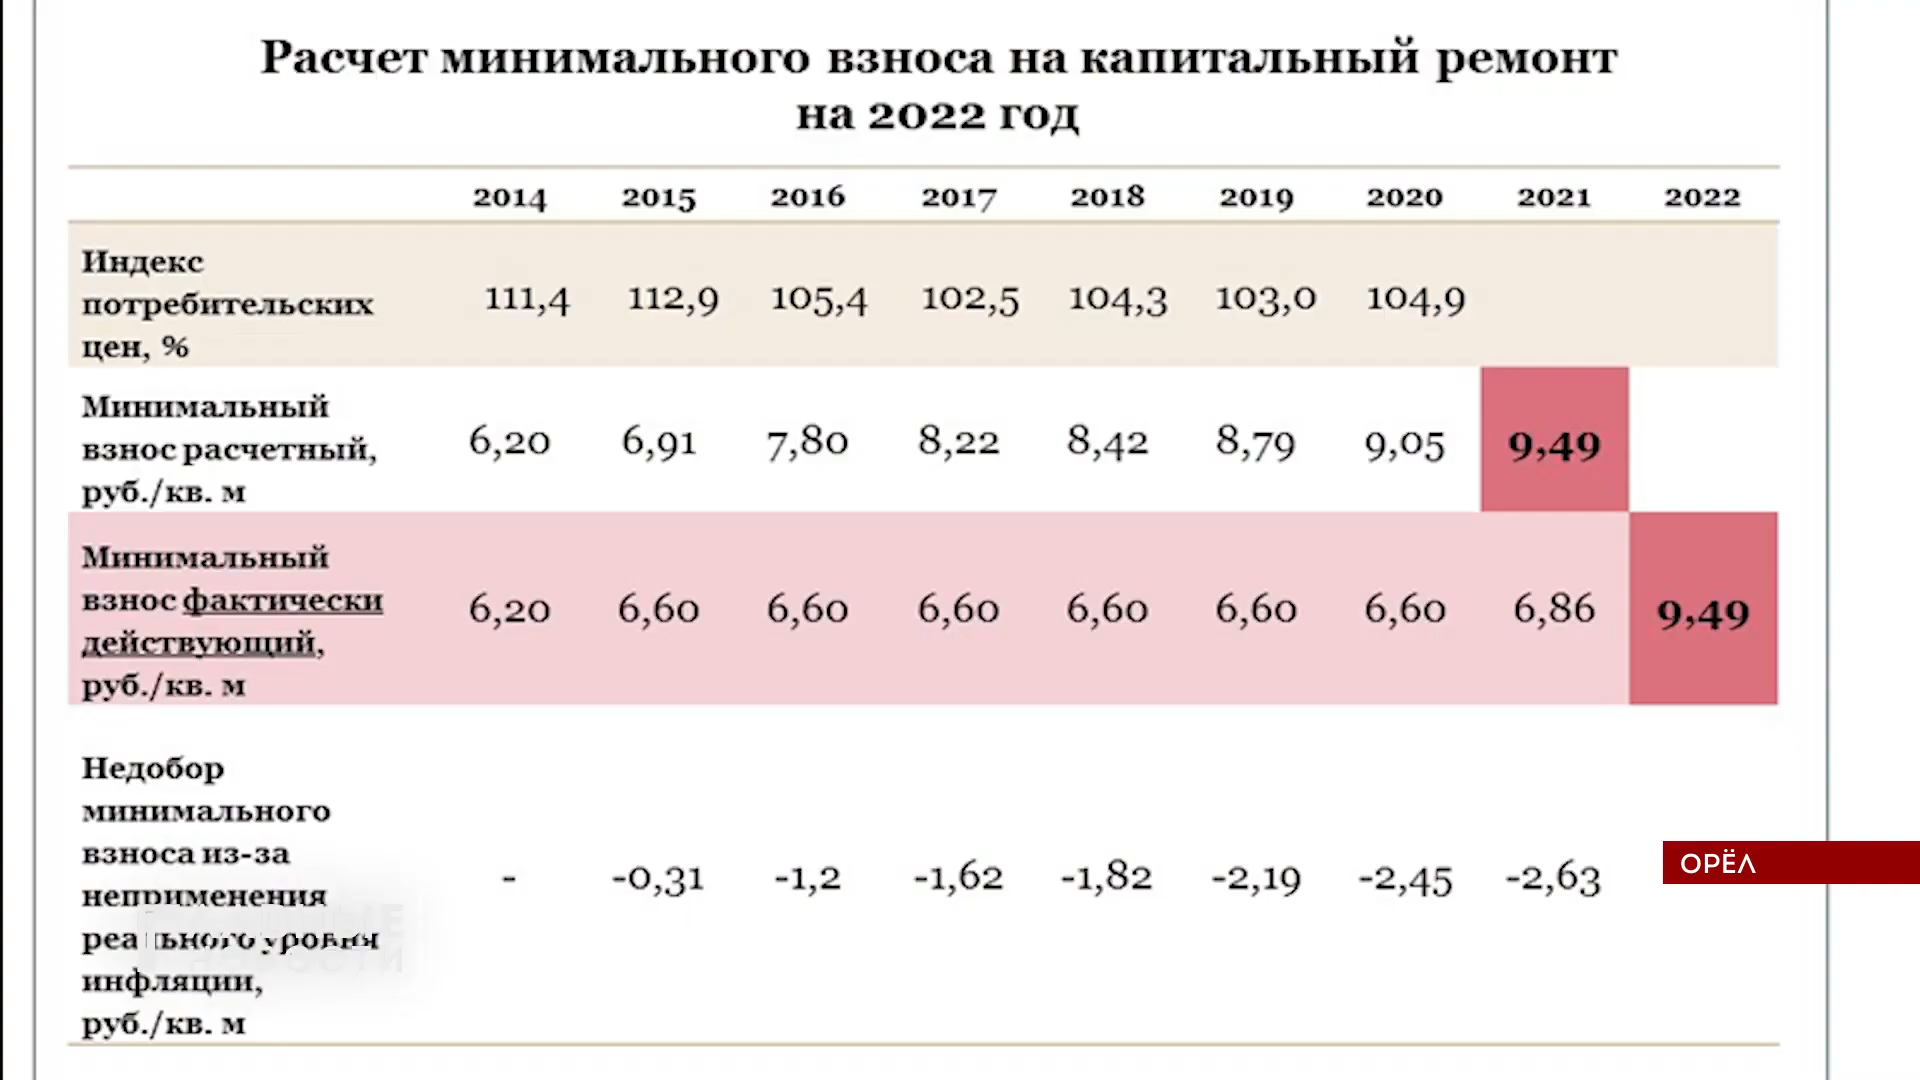 Расчет минимального взноса на капитальный ремонт
на 2022 год
2014 2015 2016 2017 2018 2019 2020 2021 2022
Индекс
потребительских
цен, %
111,4 112,9 105,4 102,5 104,3 103,0 104,9
Минимальный
взнос расчетный,
руб./кв. м
6,20 6,91 7,80 8,22 8,42 8,79 9,05 9,49
Минимальный
взнос фактически
действующий,
руб./кв. м
6,20 6,60 6,60 6,60 6,60 6,60 6,60 6,86 9,49
Недобор
минимального
взноса из-за
неприменения
реального уровня
инфляции,
руб./кв. м
- -0,31 -1,2 -1,62 -1,82 -2,19 -2,45 -2,63
ОРЁЛ